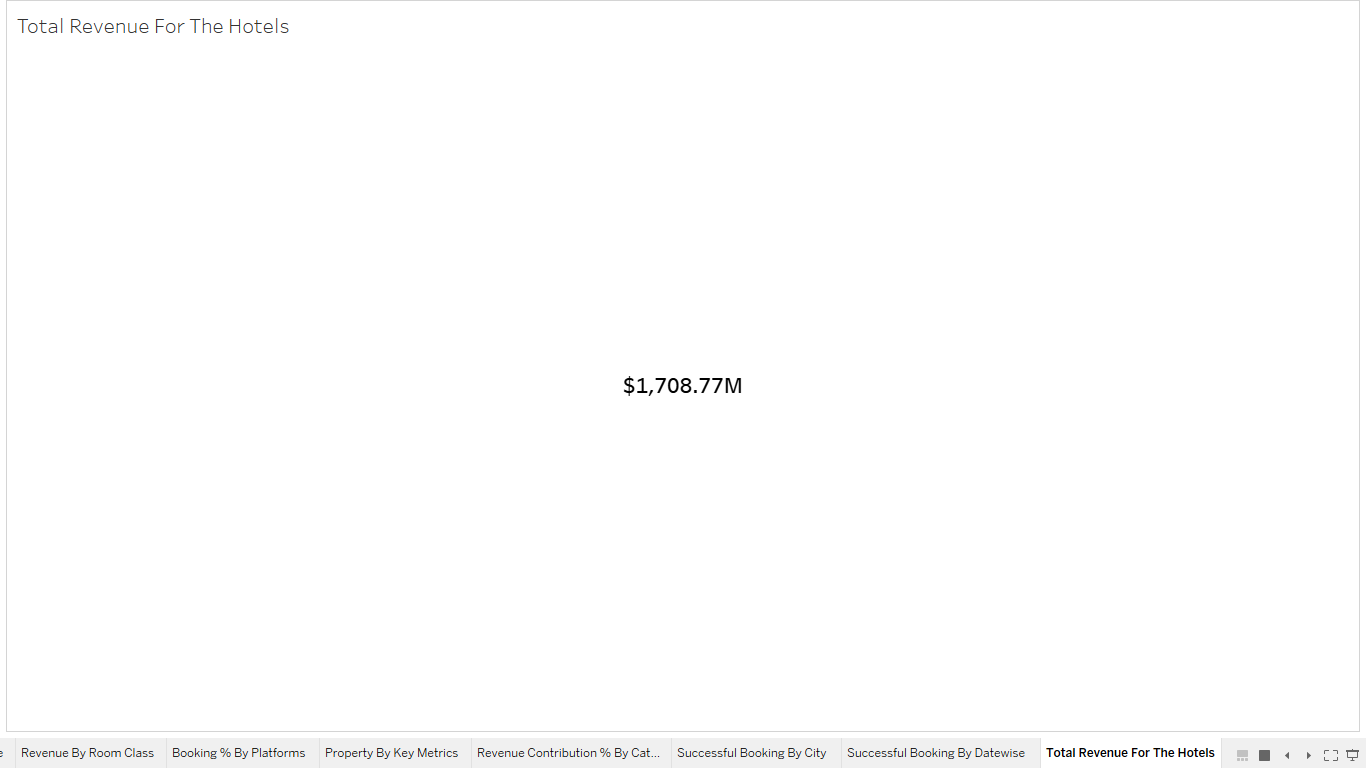 Total Revenue For The Hotels
$1,708.77M
e
Revenue By Room Class
Booking % By Platforms
Property By Key Metrics
Revenue Contribution % By Cat...
Successful Booking By City
Successful Booking By Datewise
Total Revenue For The Hotels